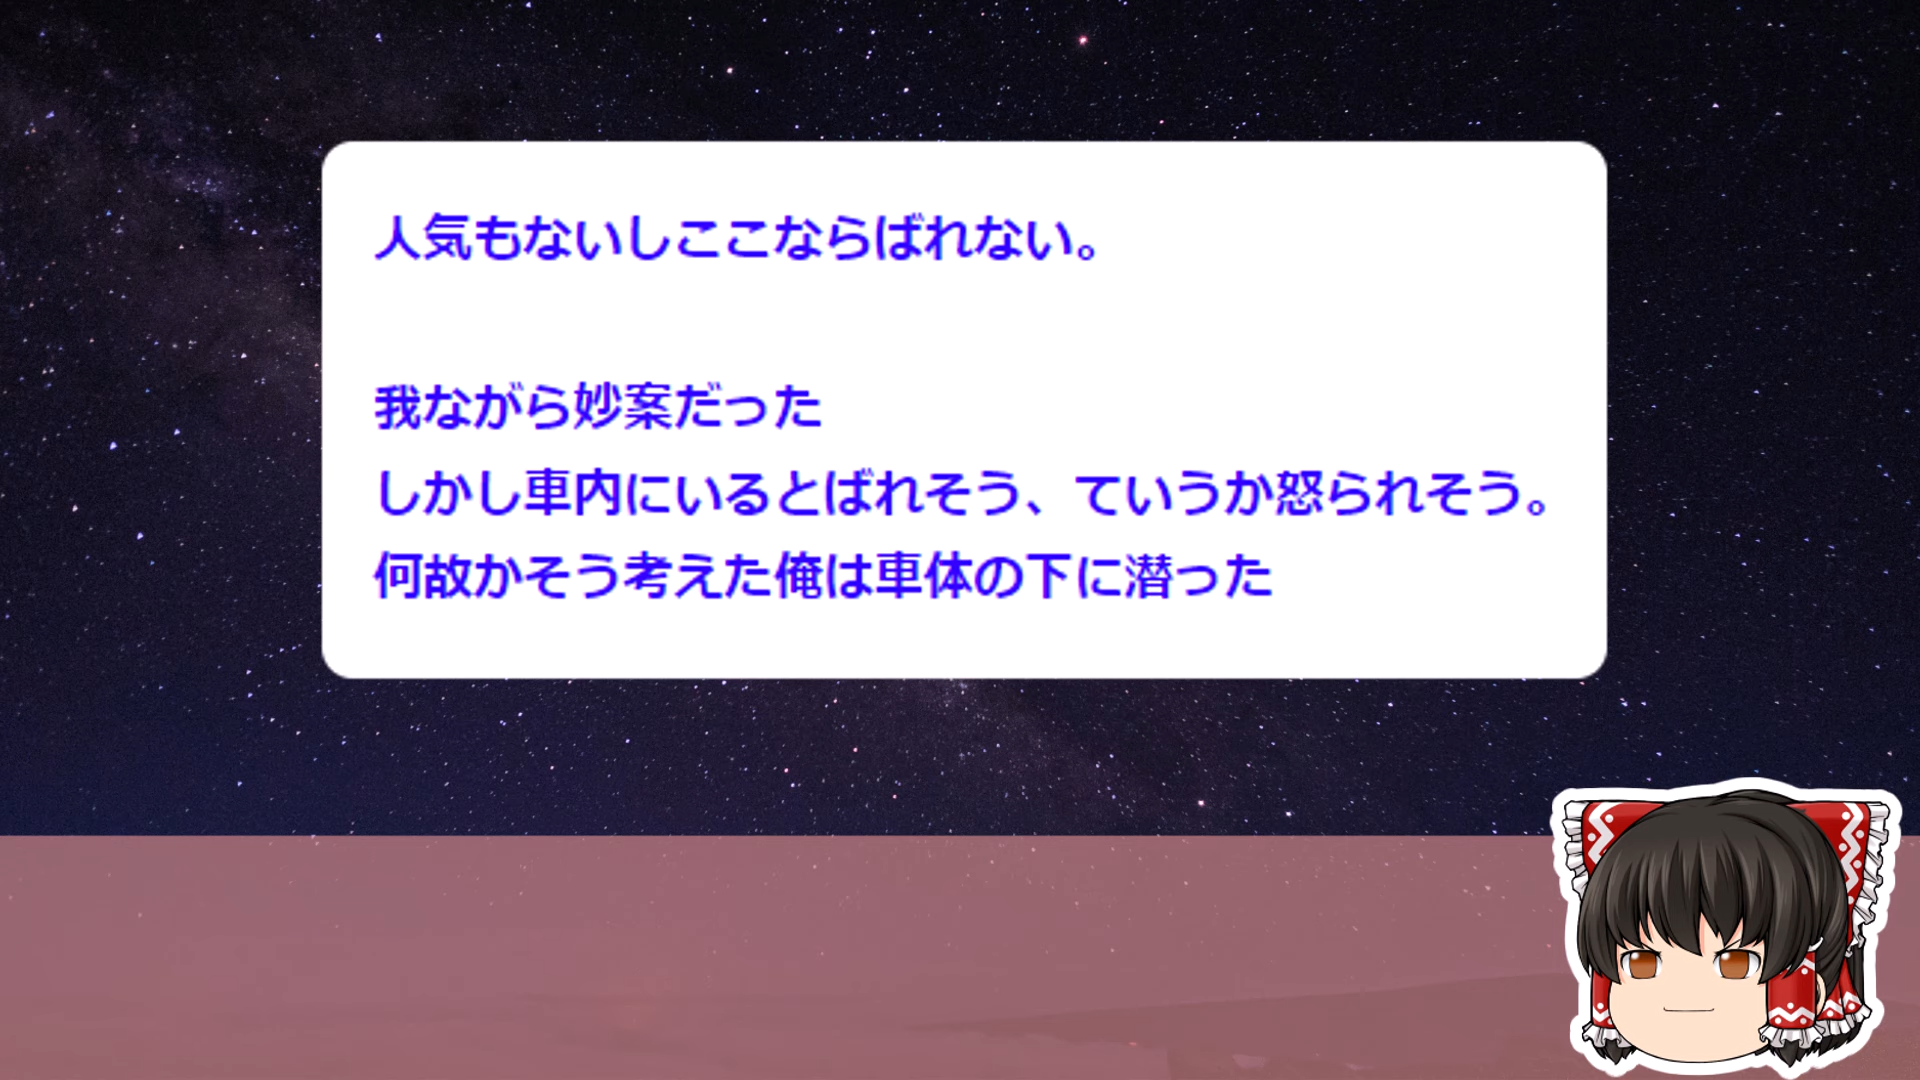 人気もないしここならばれない。
我ながら妙案だった
しかし車内にいるとばれそう、ていうか怒られそう。
何故かそう考えた俺は車体の下に潜った